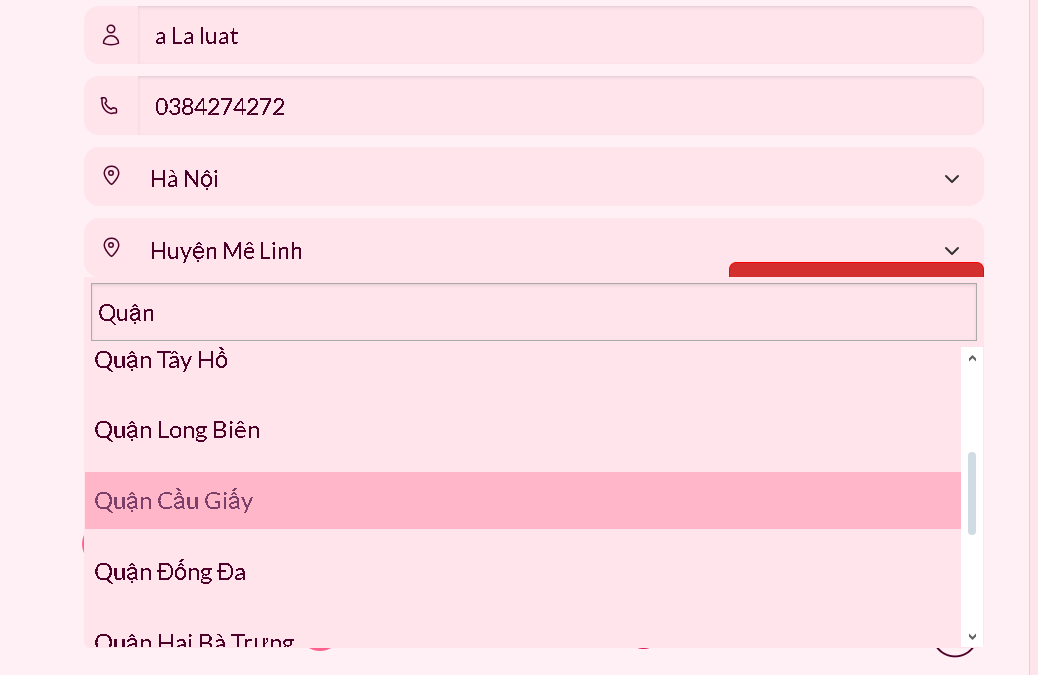 a La luat
0384274272
Hà Nội
Huyện Mê Linh
Quận
Quận Tây Hồ
Quận Long Biên
Quận Cầu Giấy
Quận Đống Đa
Quận Hai Bà Trưng